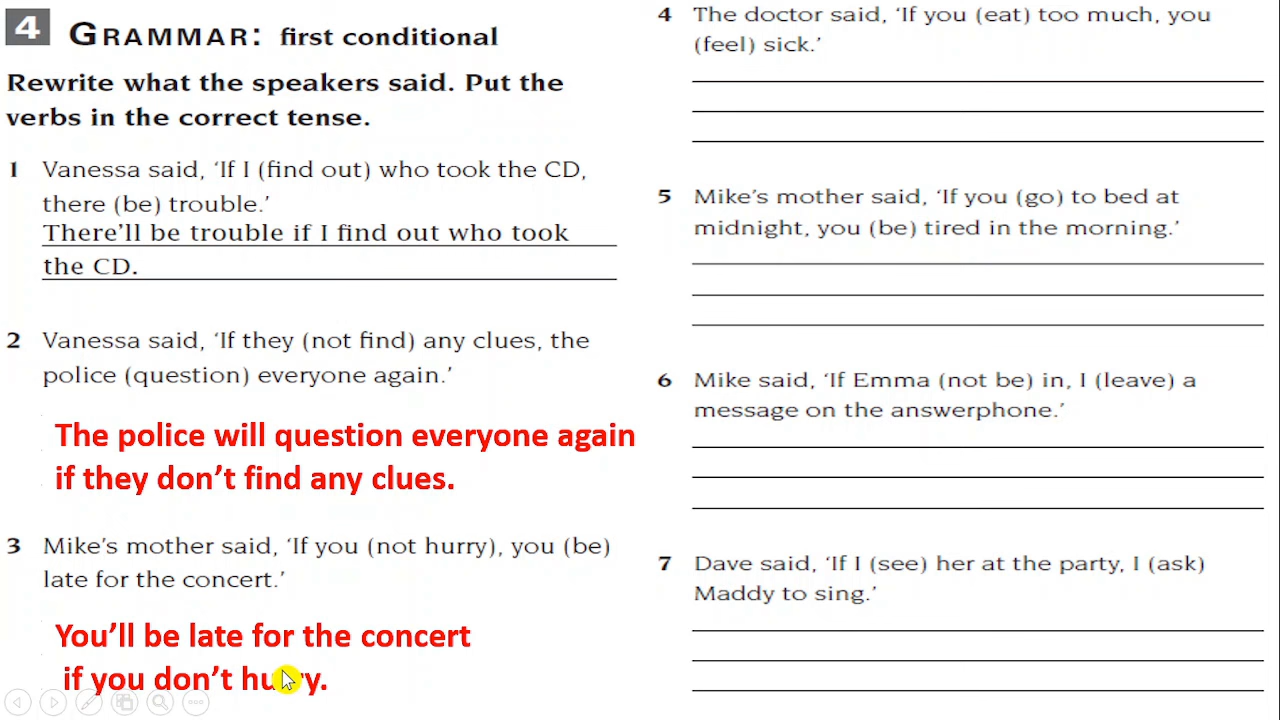 4 GRAMMAR: first conditional
Rewrite what the speakers said. Put the
verbs in the correct tense.
1 Vanessa said, ‘If I (find out) who took the CD,
there (be) trouble.’
There’ll be trouble if I find out who took
the CD.
2 Vanessa said, ‘If they (not find) any clues, the
police (question) everyone again.’
The police will question everyone again
if they don’t find any clues.
3 Mike’s mother said, ‘If you (not hurry), you (be)
late for the concert.’
You’ll be late for the concert
if you don’t hurry.
4 The doctor said, ‘If you (eat) too much, you
(feel) sick.’
5 Mike’s mother said, ‘If you (go) to bed at
midnight, you (be) tired in the morning.’
6 Mike said, ‘If Emma (not be) in, I (leave) a
message on the answerphone.’
7 Dave said, ‘If I (see) her at the party, I (ask)
Maddy to sing.’